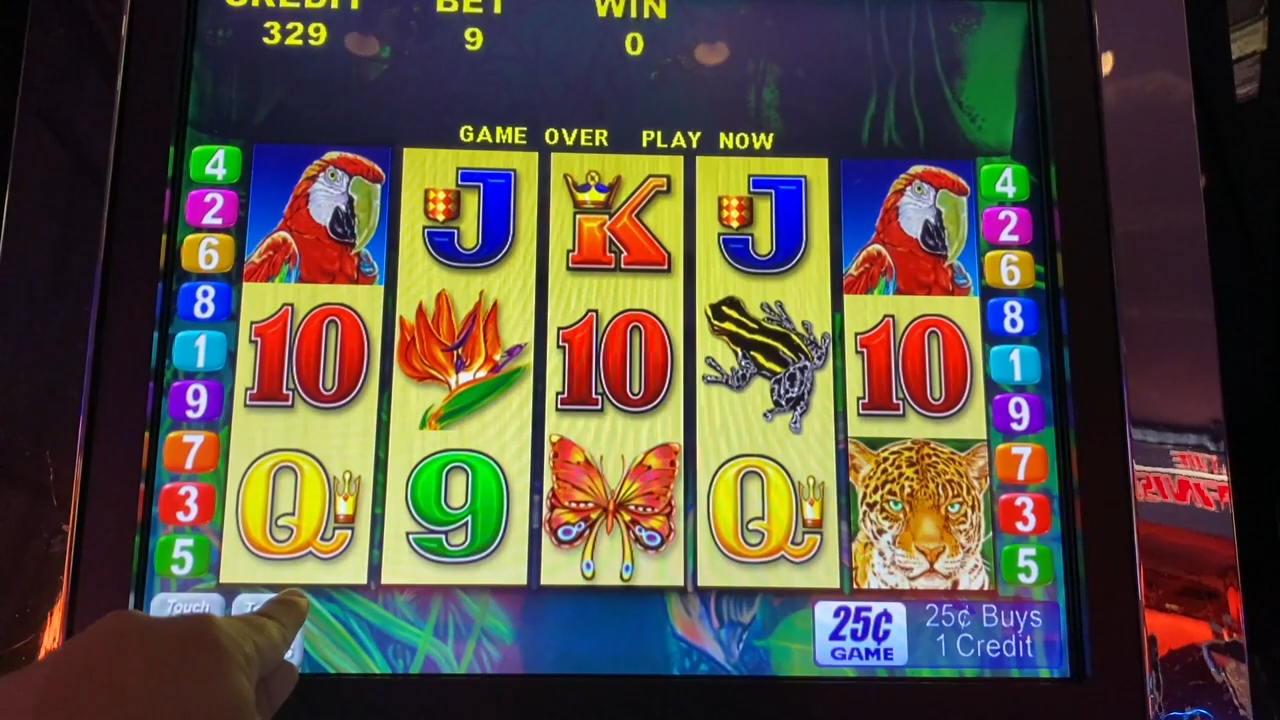 CREDIT BET WIN
329 9 0
GAME OVER PLAY NOW
4 J K J 4
2 2
6 6
8 8
1 10 10 10 1
9 9
7 7
3 Q 9 Q 3
5 5
Touch
25¢ 25¢ Buys
GAME 1 Credit